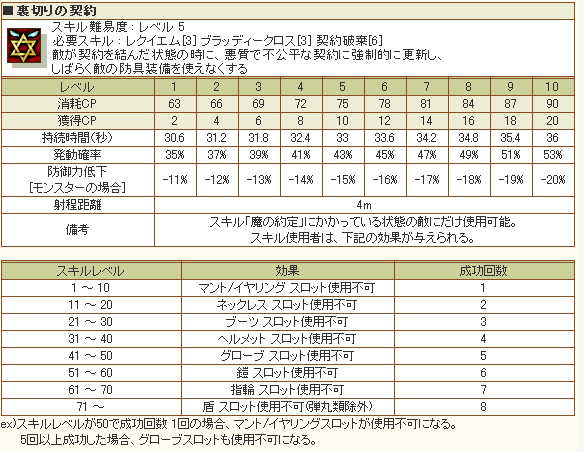 ■ 裏切りの契約
スキル難易度：レベル 5
必要スキル：レクイエム[3] ブラッディークロス[3] 契約破棄[6]
敵が契約を結んだ状態の時に、悪質で不公平な契約に強制的に更新し、
しばらく敵の防具装備を使えなくする
レベル 1 2 3 4 5 6 7 8 9 10
消耗CP 63 66 69 72 75 78 81 84 87 90
獲得CP 2 4 6 8 10 12 14 16 18 20
持続時間(秒) 30.6 31.2 31.8 32.4 33 33.6 34.2 34.8 35.4 36
発動確率 35% 37% 39% 41% 43% 45% 47% 49% 51% 53%
防御力低下
[モンスターの場合] -11% -12% -13% -14% -15% -16% -17% -18% -19% -20%
射程距離 4m
備考 スキル「魔の約定」にかかっている状態の敵にだけ使用可能。
スキル使用者は、下記の効果が与えられる。
スキルレベル 効果 成功回数
1 ～ 10 マント/イヤリング スロット使用不可 1
11 ～ 20 ネックレス スロット使用不可 2
21 ～ 30 ブーツ スロット使用不可 3
31 ～ 40 ヘルメット スロット使用不可 4
41 ～ 50 グローブ スロット使用不可 5
51 ～ 60 鎧 スロット使用不可 6
61 ～ 70 指輪 スロット使用不可 7
71 ～ 盾 スロット使用不可(弾丸類除外) 8
ex)スキルレベルが50で成功回数 1回の場合、マント/イヤリングスロットが使用不可になる。
5回以上成功した場合、グローブスロットも使用不可になる。